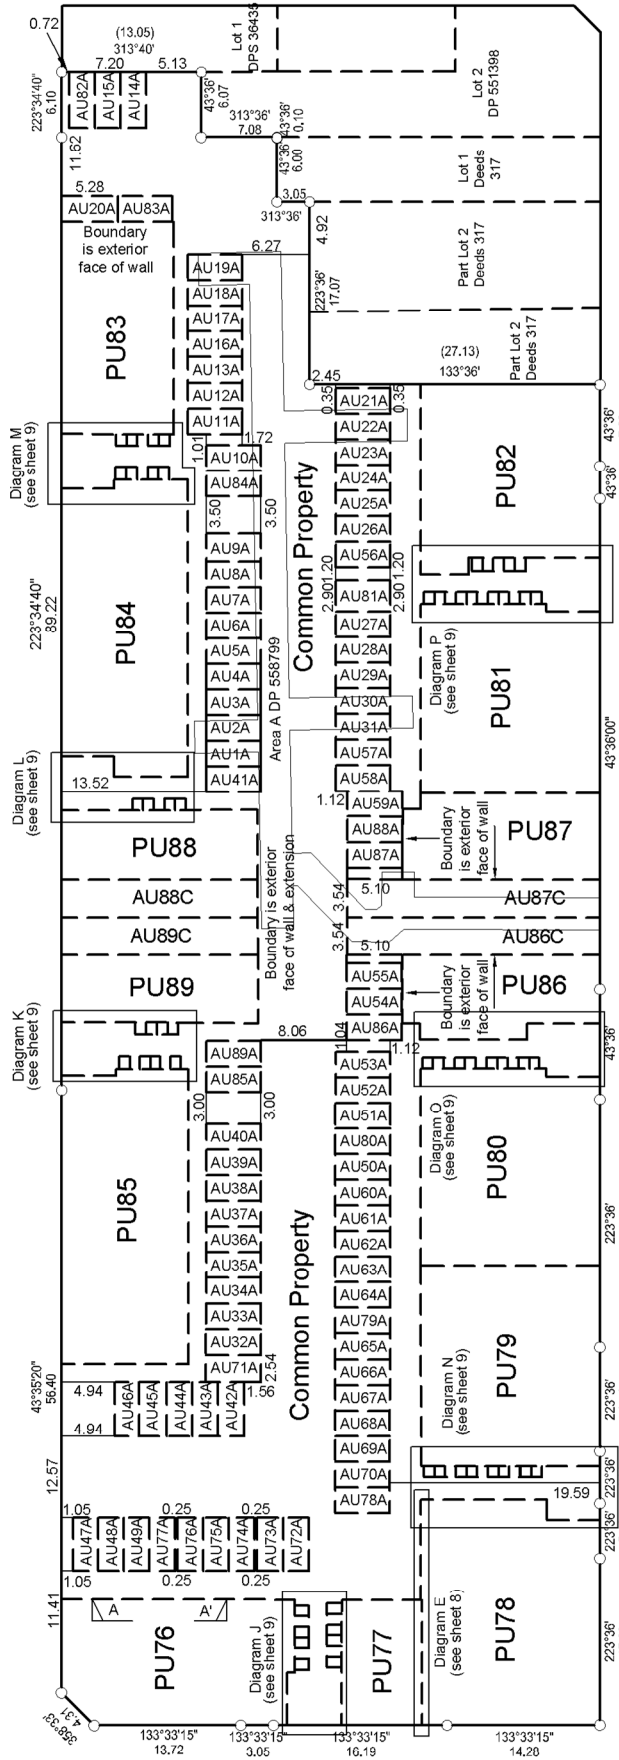 0.72
(13.05)
313°40'
7.20
5.13
Lot 1
DPS 36435
223°34'40"
6.10
AU82A
AU15A
AU14A
43°36'
6.07
313°36'
7.08
43°36'
0.10
Lot 2
DP 551398
11.62
43°36'
6.00
Lot 1
Deeds
317
5.28
3.05
313°36'
AU20A
AU83A
Boundary
is exterior
face of wall
4.92
6.27
Part Lot 2
Deeds 317
AU19A
AU18A
223°36'
17.07
AU17A
PU83
AU16A
AU13A
(27.13)
133°36'
Part Lot 2
Deeds 317
AU12A
2.45
0.35
AU21A
0.35
AU11A
43°36'
AU22A
1.01
1.72
Diagram M
(see sheet 9)
AU10A
AU23A
AU84A
AU24A
PU82
43°36'
3.50
3.50
AU25A
AU26A
AU9A
AU56A
Common Property
AU8A
1.20
1.20
2.90
AU81A
2.90
AU7A
223°34'40"
89.22
PU84
AU6A
AU27A
AU5A
AU28A
AU4A
AU29A
Diagram P
(see sheet 9)
PU81
AU3A
AU30A
Area A DP 558799
AU2A
AU31A
AU1A
AU57A
43°36'00"
Diagram L
(see sheet 9)
13.52
AU41A
AU58A
1.12
AU59A
PU88
AU88A
Boundary
is exterior
face of wall
PU87
AU87A
5.10
AU88C
3.54
AU87C
Boundary is exterior
face of wall & extension
AU89C
3.54
AU86C
5.10
PU89
AU55A
Boundary
is exterior
face of wall
PU86
AU54A
Diagram K
(see sheet 9)
8.06
AU86A
43°36'
AU89A
1.04
1.12
AU53A
AU85A
AU52A
3.00
3.00
AU51A
AU40A
AU80A
Diagram O
(see sheet 9)
PU80
AU39A
AU50A
AU38A
AU60A
PU85
AU37A
AU61A
223°36'
AU36A
AU62A
AU35A
AU63A
AU34A
AU64A
Common Property
AU33A
AU79A
AU32A
AU65A
PU79
AU71A
AU66A
2.54
43°35'20"
56.40
4.94
AU46A
AU45A
AU44A
AU43A
AU42A
1.56
AU67A
Diagram N
(see sheet 9)
223°36'
4.94
AU68A
AU69A
12.57
AU70A
223°36'
AU78A
19.59
1.05
0.25
0.25
AU47A
AU48A
AU49A
AU77A
AU76A
AU75A
AU74A
AU73A
AU72A
223°36'
1.05
0.25
0.25
11.41
A
A'
PU76
Diagram J
(see sheet 9)
PU77
Diagram E
(see sheet 8)
PU78
223°36'
358°33'
4.31
133°33'15"
13.72
133°33'15"
3.05
133°33'15"
16.19
133°33'15"
14.28